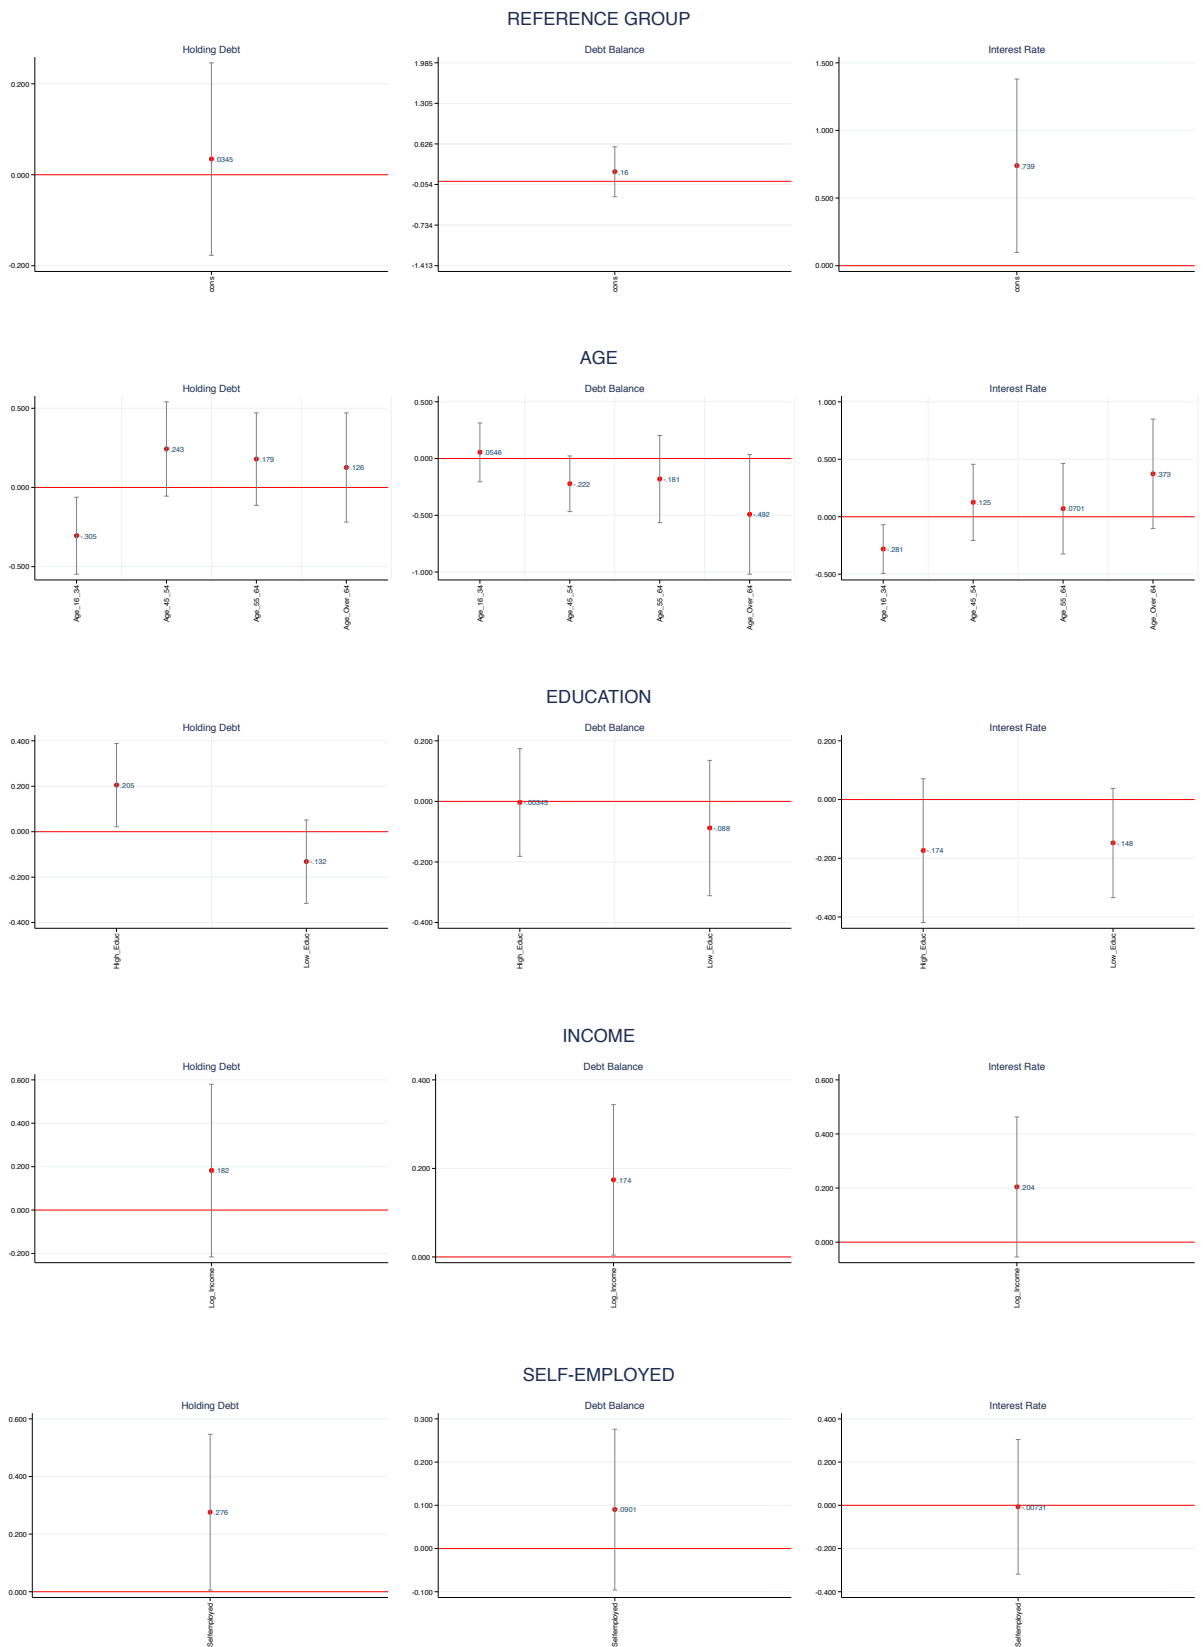 REFERENCE GROUP
Holding Debt
0.200
0.000
-0.200
.0345
cons
Debt Balance
1.985
1.305
0.626
-0.054
-0.734
-1.413
.16
cons
Interest Rate
1.500
1.000
0.500
0.000
.739
cons
AGE
Holding Debt
0.500
0.000
-0.500
-.305
.243
.179
.126
Age_16_34
Age_45_54
Age_55_64
Age_Over_64
Debt Balance
0.500
0.000
-0.500
-1.000
.0546
-.222
-.181
-.492
Age_16_34
Age_45_54
Age_55_64
Age_Over_64
Interest Rate
1.000
0.500
0.000
-0.500
-.281
.125
.0701
.373
Age_16_34
Age_45_54
Age_55_64
Age_Over_64
EDUCATION
Holding Debt
0.400
0.200
0.000
-0.200
-0.400
.205
-.132
High_Educ
Low_Educ
Debt Balance
0.200
0.000
-0.200
-0.400
-.00343
-.088
High_Educ
Low_Educ
Interest Rate
0.200
0.000
-0.200
-0.400
-.174
-.148
High_Educ
Low_Educ
INCOME
Holding Debt
0.600
0.400
0.200
0.000
-0.200
.182
Log_Income
Debt Balance
0.400
0.200
0.000
.174
Log_Income
Interest Rate
0.600
0.400
0.200
0.000
.204
Log_Income
SELF-EMPLOYED
Holding Debt
0.600
0.400
0.200
0.000
.276
Selfemployed
Debt Balance
0.300
0.200
0.100
0.000
-0.100
.0901
Selfemployed
Interest Rate
0.400
0.200
0.000
-0.200
-0.400
-.00731
Selfemployed